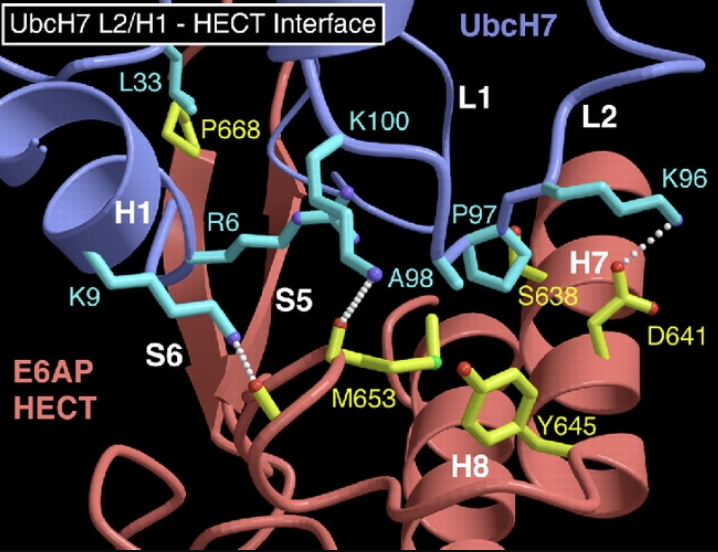 UbcH7 L2/H1 - HECT Interface
UbcH7
L33
L1
P668
K100
L2
K96
H1
R6
P97
H7
K9
A98
S638
S5
D641
S6
E6AP
HECT
M653
Y645
H8